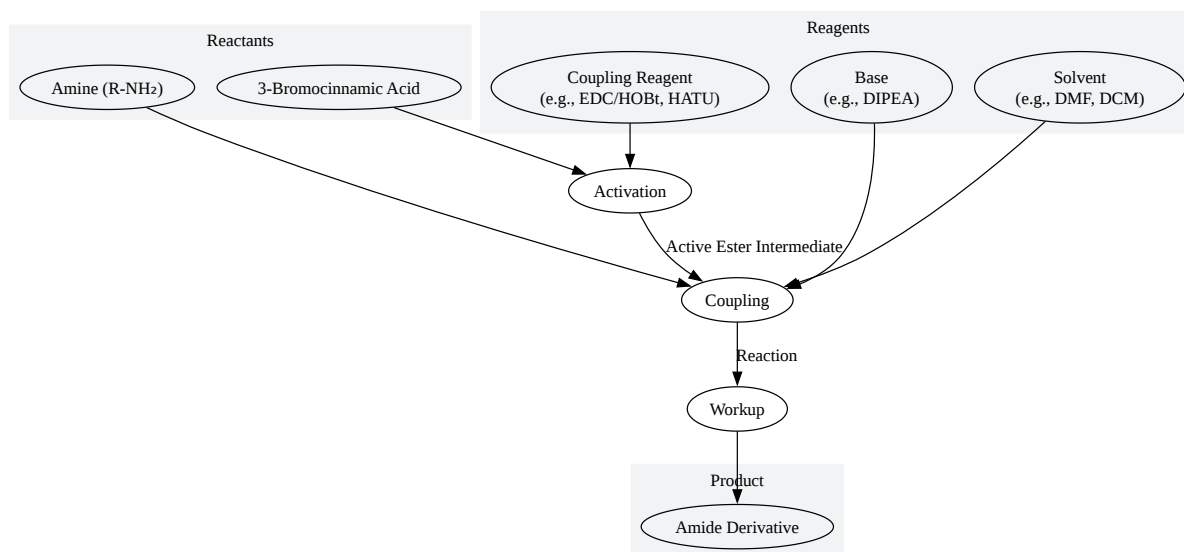 Reactants
Reagents
Amine (R-NH₂)
3-Bromocinnamic Acid
Coupling Reagent
(e.g., EDC/HOBt, HATU)
Base
(e.g., DIPEA)
Solvent
(e.g., DMF, DCM)
Activation
Active Ester Intermediate
Coupling
Reaction
Workup
Product
Amide Derivative